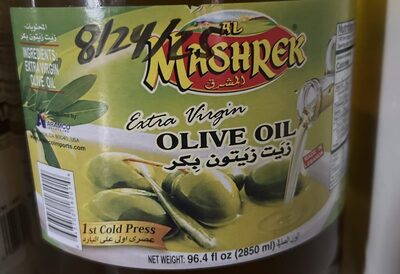 المحتويات:
زيت زيتون بكر
INGREDIENTS:
EXTRA VIRGIN
OLIVE OIL
8/24/25
AL
MASHREK
المشرق
Extra Virgin
OLIVE OIL
زيت زيتون بكر
1st Cold Press
عصرة اولى على البارد
NET WEIGHT: 96.4 fl oz (2850 ml)